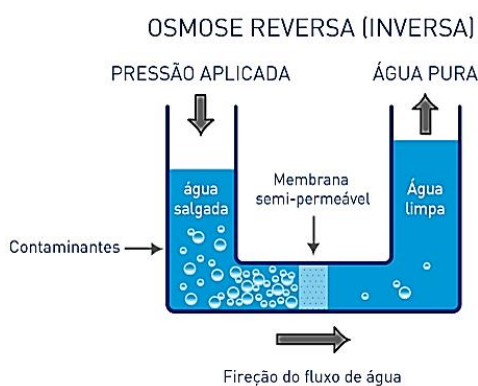 OSMOSE REVERSA (INVERSA)
PRESSÃO APLICADA
ÁGUA PURA
água
salgada
Membrana
semi-permeável
Água
limpa
Contaminantes
Fireção do fluxo de água